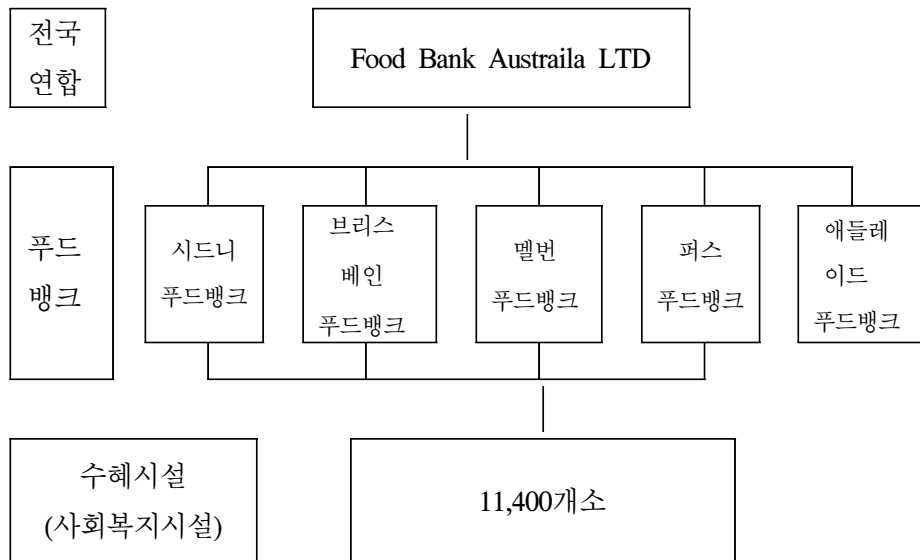 전국
연합
Food Bank Austraila LTD
푸드
뱅크
시드니
푸드뱅크
브리스
베인
푸드뱅크
멜번
푸드뱅크
퍼스
푸드뱅크
애들레
이드
푸드뱅크
수혜시설
(사회복지시설)
11,400개소